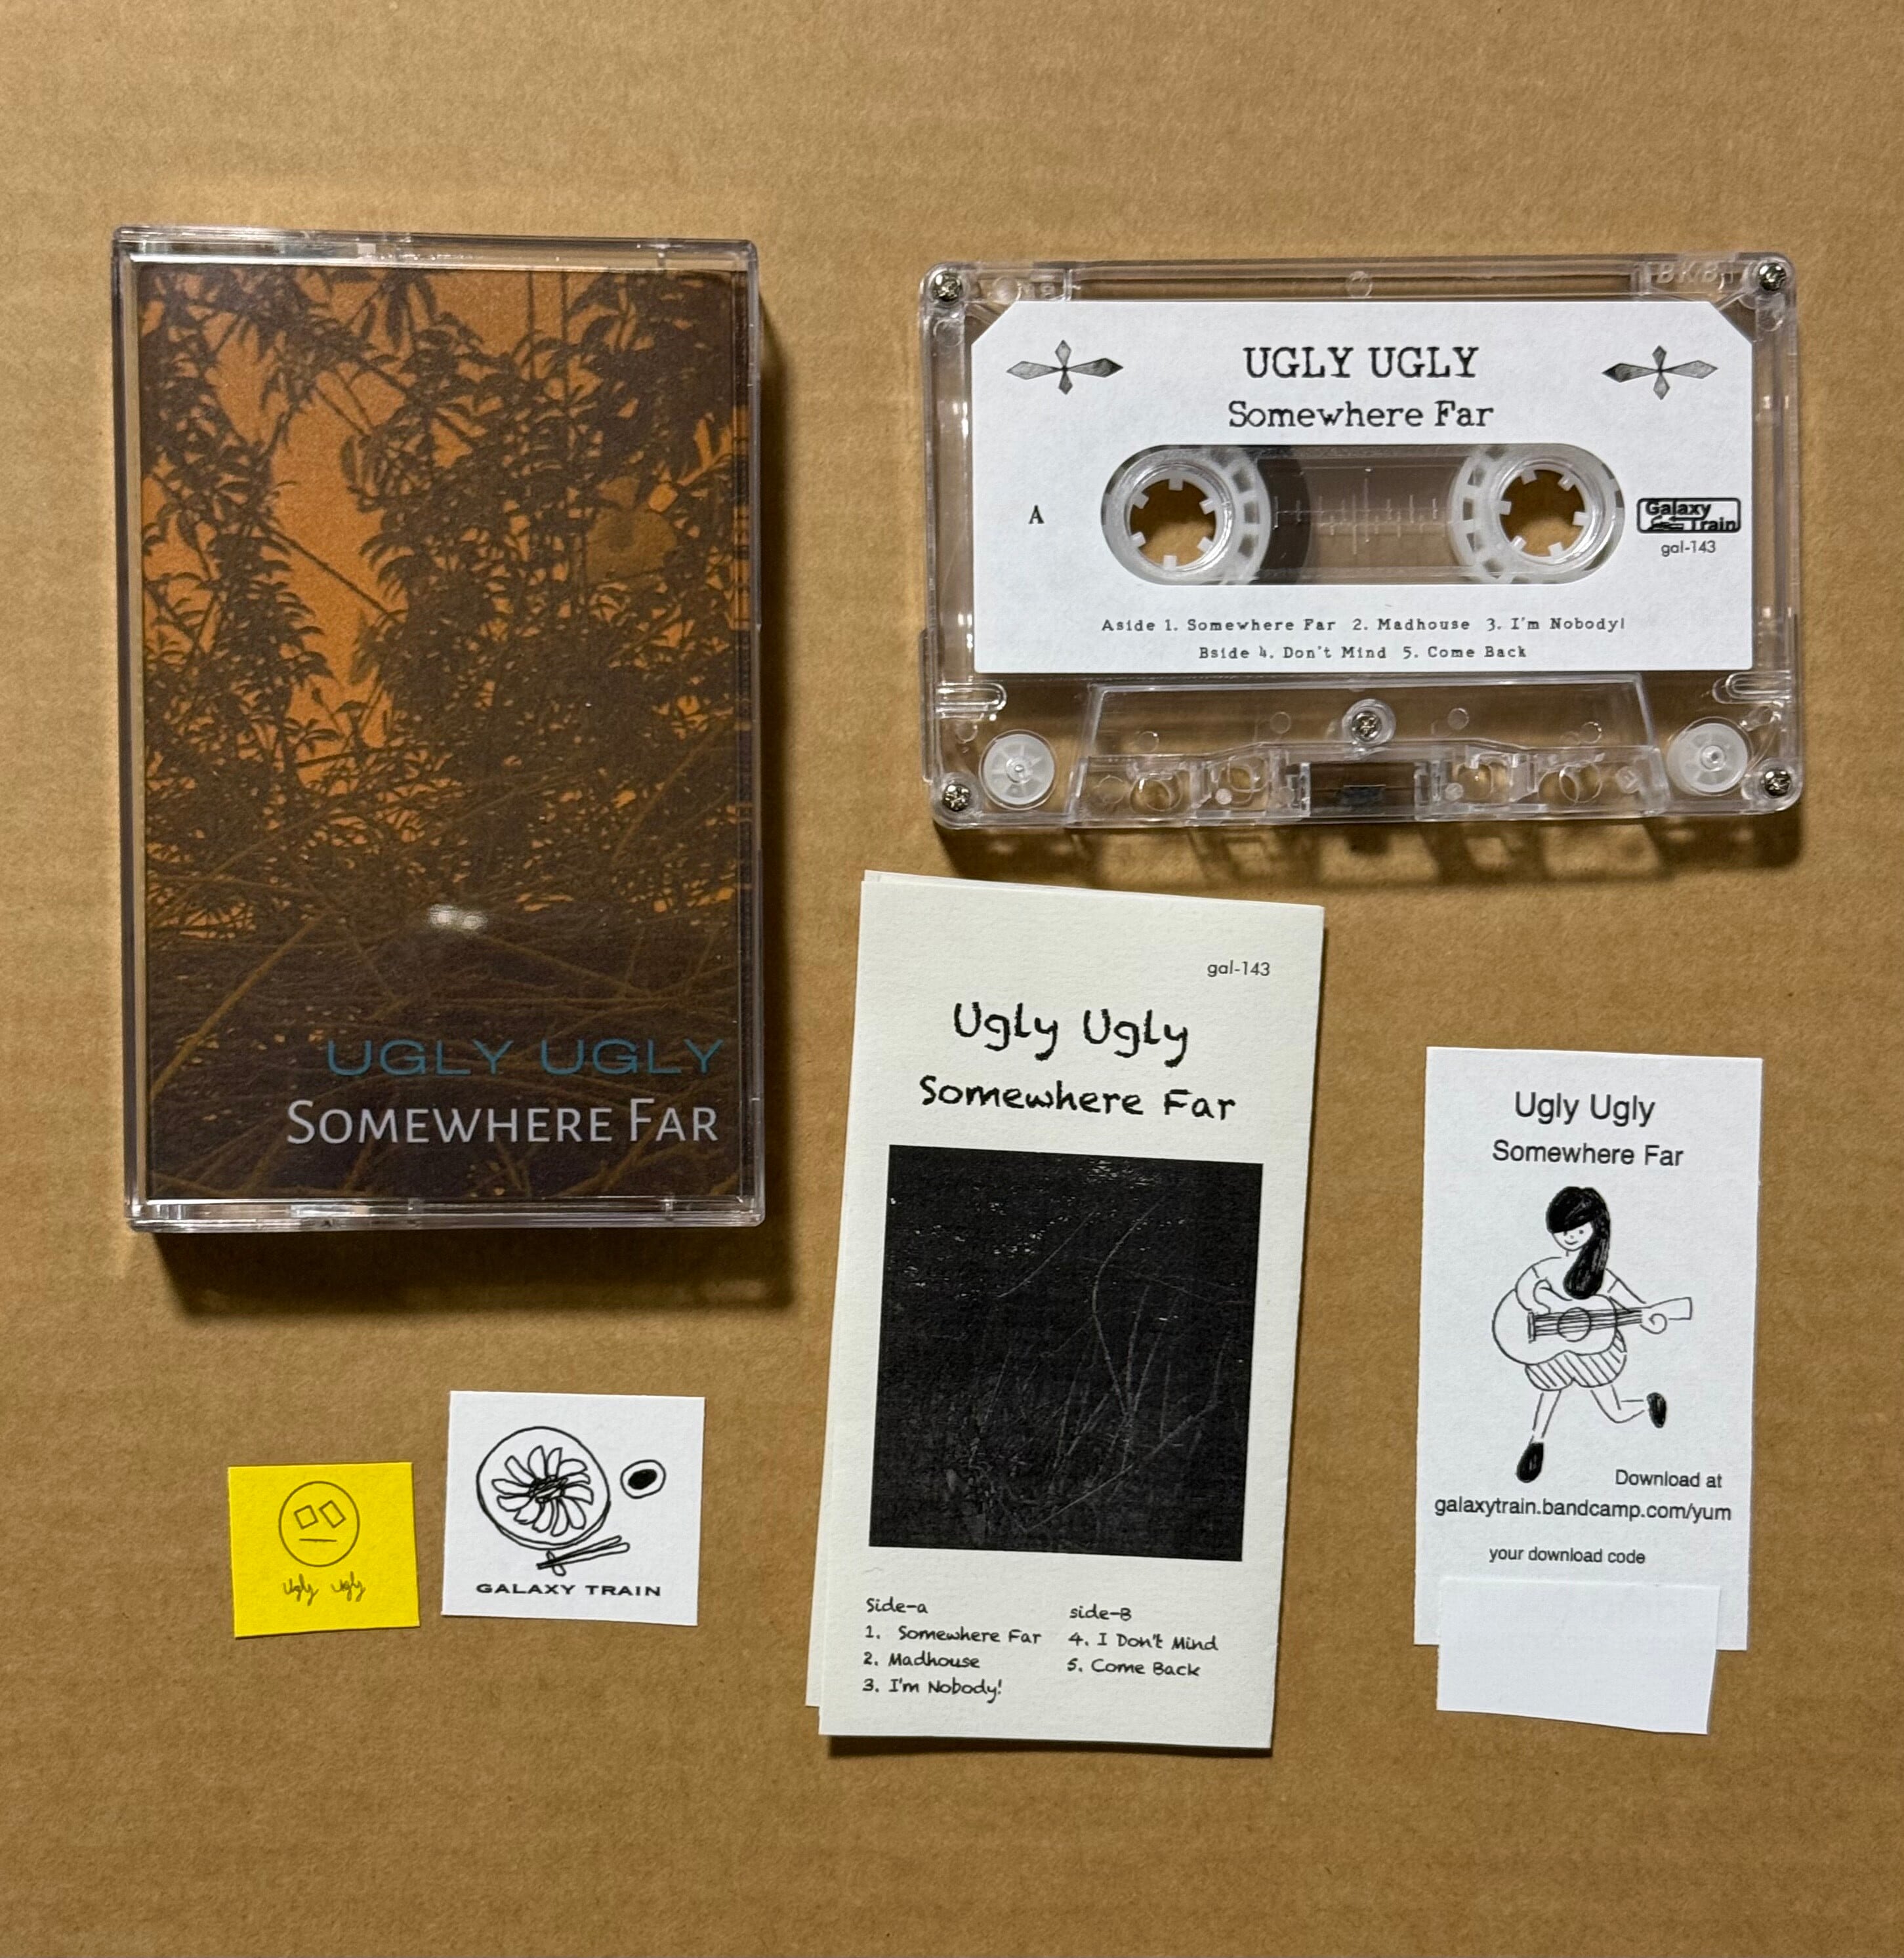 UGLY UGLY
SOMEWHERE FAR
UGLY UGLY
Somewhere Far
A
Galaxy
Train
gal-143
Aside 1. Somewhere Far 2. Madhouse 3. I'm Nobody!
Bside 4. Don't Mind 5. Come Back
gal-143
Ugly Ugly
Somewhere Far
Side-a
1. Somewhere Far
2. Madhouse
3. I'm Nobody!
side-B
4. I Don't Mind
5. Come Back
Ugly Ugly
Somewhere Far
Download at
galaxytrain.bandcamp.com/yum
your download code
ugly ugly
GALAXY TRAIN